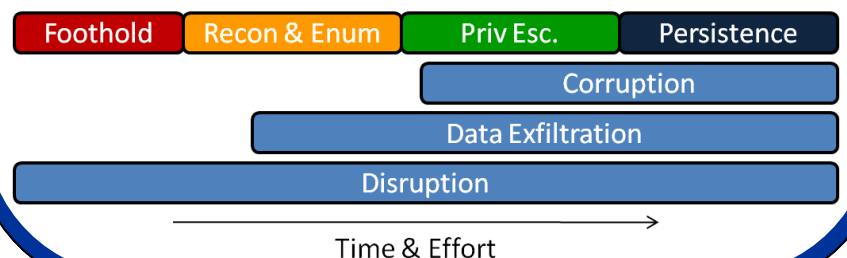 Foothold
Recon & Enum
Priv Esc.
Persistence
Corruption
Data Exfiltration
Disruption
Time & Effort